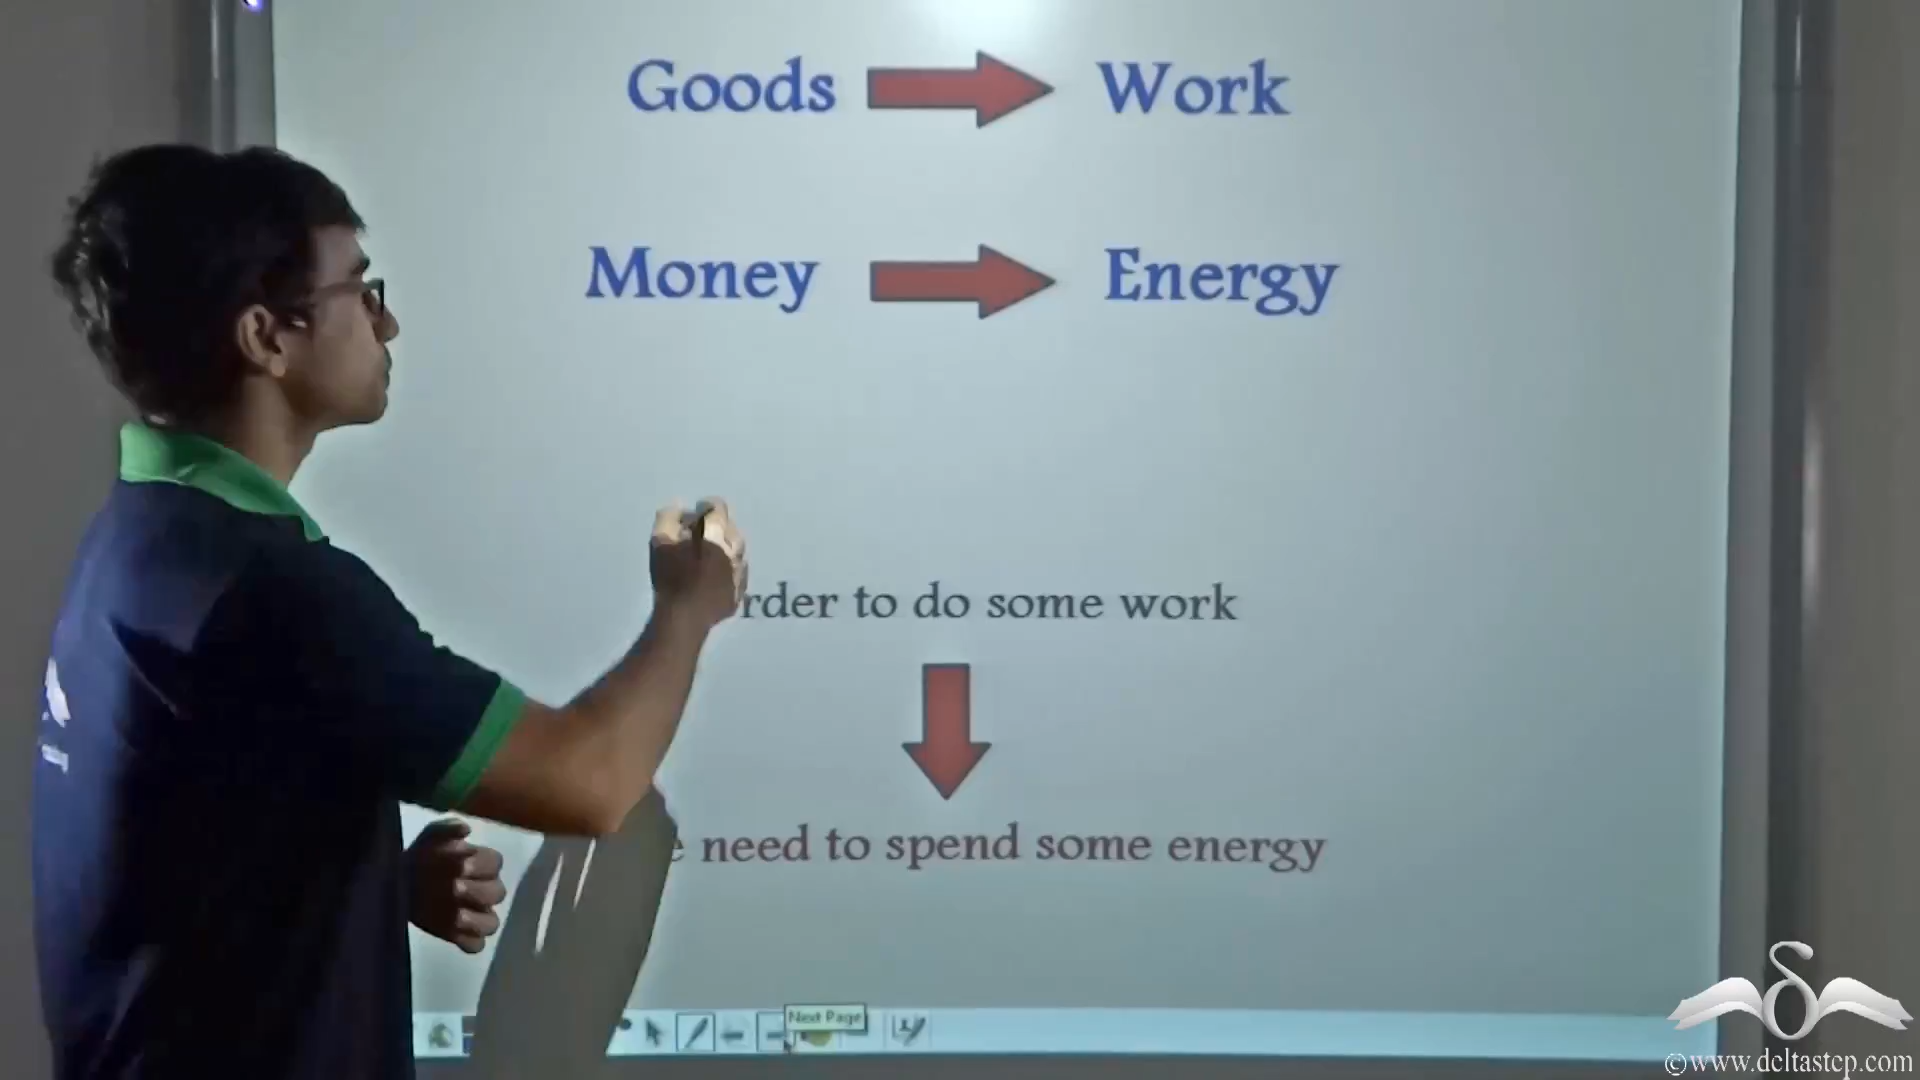 Goods Work
Money Energy
rder to do some work
e need to spend some energy
Next Page
©www.deltastep.com